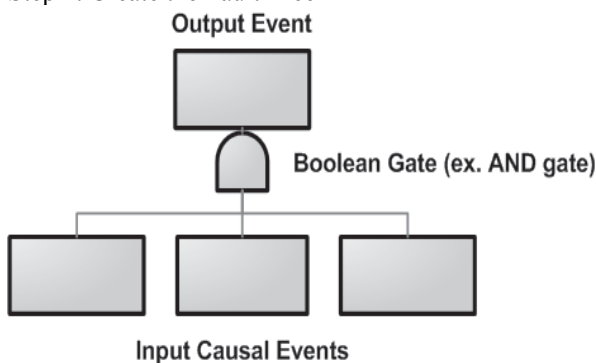 Output Event
Boolean Gate (ex. AND gate)
Input Causal Events